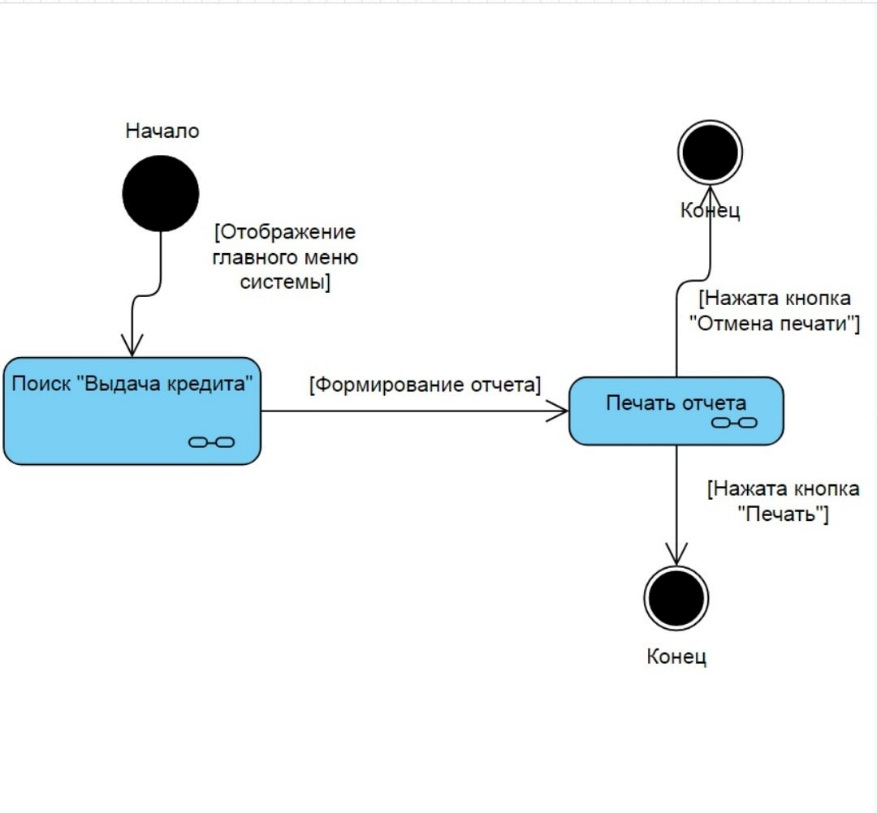 Начало
[Отображение
главного меню
системы]
Поиск "Выдача кредита"
[Формирование отчета]
Конец
[Нажата кнопка
"Отмена печати"]
Печать отчета
[Нажата кнопка
"Печать"]
Конец